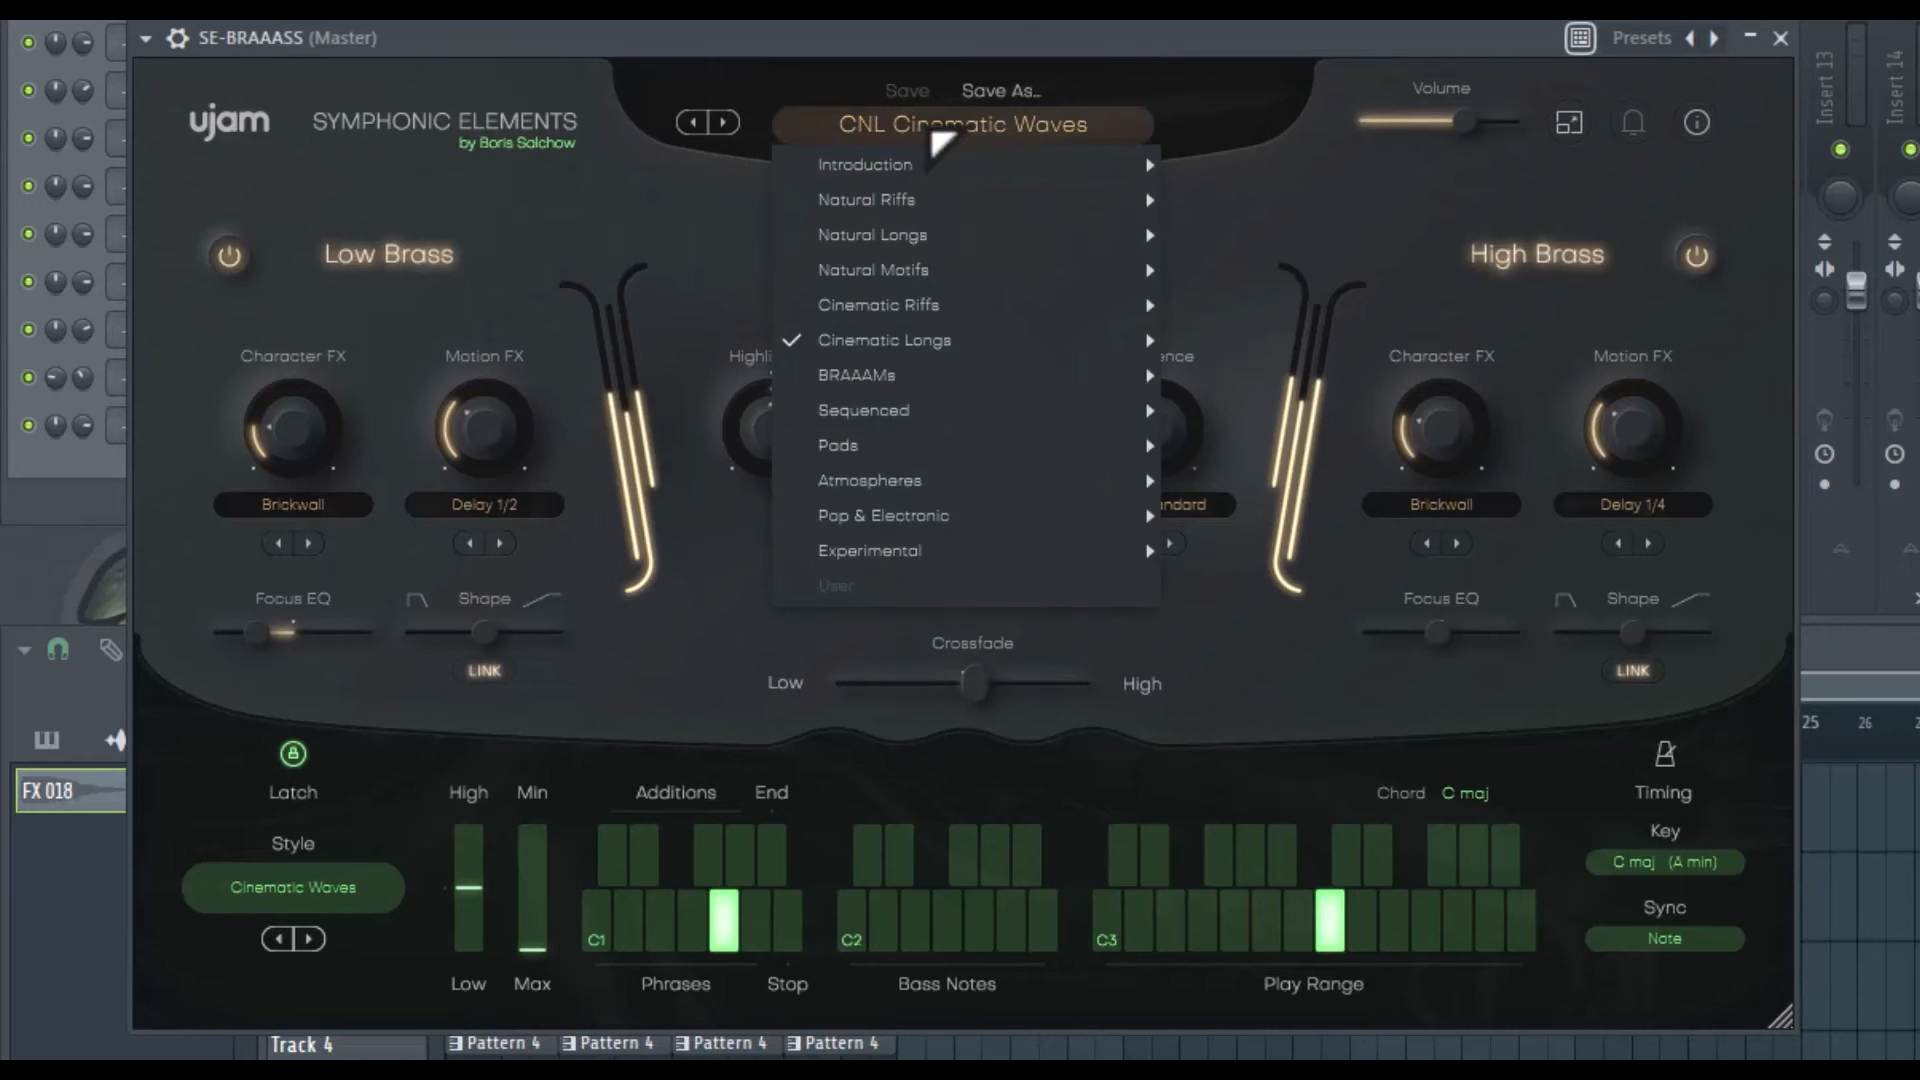 SE-BRAAASS (Master)
Presets
Insert 13
Insert 14
ujam
SYMPHONIC ELEMENTS
by Boris Salchow
Save
Save As...
CNL Cinematic Waves
Volume
Introduction
Natural Riffs
Natural Longs
Natural Motifs
Cinematic Riffs
Cinematic Longs
BRAAAMs
Sequenced
Pads
Atmospheres
Pop & Electronic
Experimental
User
Low Brass
High Brass
Character FX
Motion FX
Character FX
Motion FX
Brickwall
Delay 1/2
Brickwall
Delay 1/4
Focus EQ
Shape
Focus EQ
Shape
LINK
LINK
Crossfade
Low
High
25
26
FX 018
Latch
High
Min
Additions
End
Chord
C maj
Timing
Style
Key
Cinematic Waves
C maj (A min)
Sync
C1
C2
C3
Note
Low
Max
Phrases
Stop
Bass Notes
Play Range
Track 4
Pattern 4
Pattern 4
Pattern 4
Pattern 4